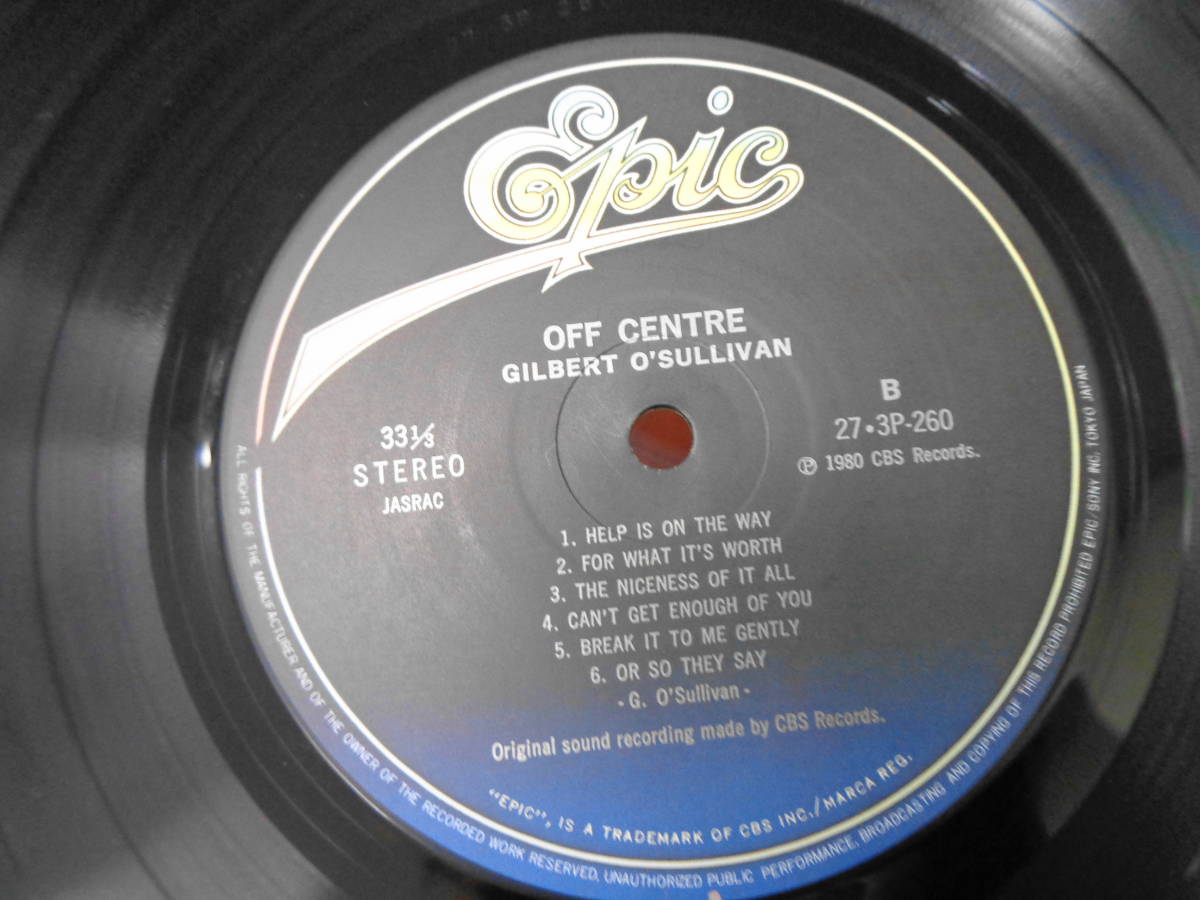 Epic
OFF CENTRE
GILBERT O'SULLIVAN
33⅓
STEREO
JASRAC
B
27・3P-260
℗ 1980 CBS Records.
1. HELP IS ON THE WAY
2. FOR WHAT IT'S WORTH
3. THE NICENESS OF IT ALL
4. CAN'T GET ENOUGH OF YOU
5. BREAK IT TO ME GENTLY
6. OR SO THEY SAY
- G. O'Sullivan -
Original sound recording made by CBS Records.
"EPIC", IS A TRADEMARK OF CBS INC./MARCA REG.
ALL RIGHTS OF THE MANUFACTURER AND OF THE OWNER OF THE RECORDED WORK RESERVED, UNAUTHORIZED PUBLIC PERFORMANCE, BROADCASTING AND COPYING OF THIS RECORD PROHIBITED EPIC/SONY INC. TOKYO JAPAN